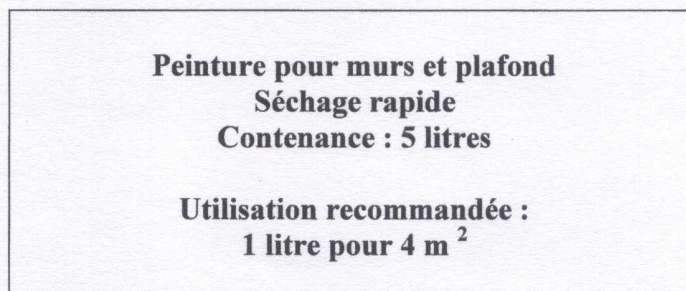 Peinture pour murs et plafond
Séchage rapide
Contenance : 5 litres
Utilisation recommandée :
1 litre pour 4 m ²